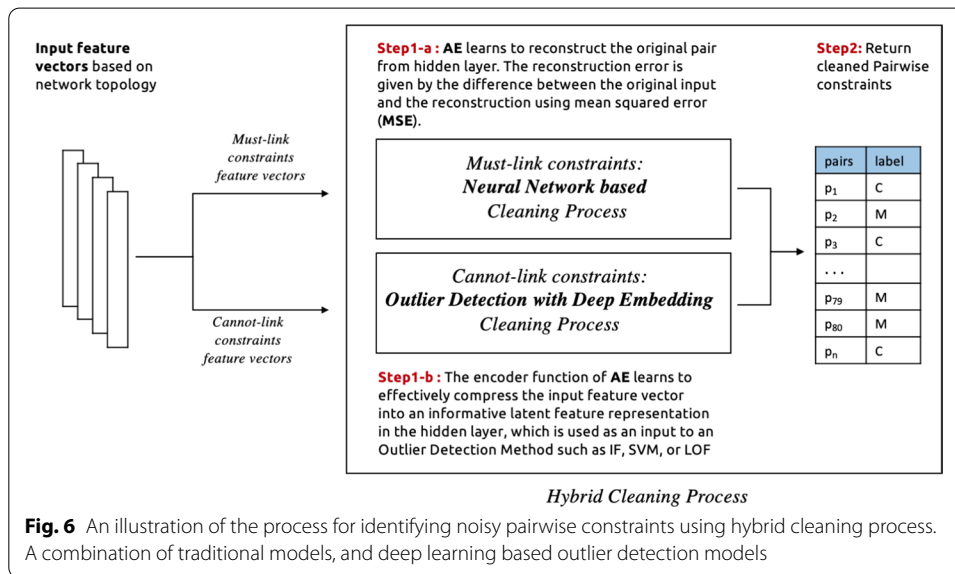 Input feature
vectors based on
network topology
Must-link
constraints
feature vectors
Cannot-link
constraints
feature vectors
Step1-a : AE learns to reconstruct the original pair
from hidden layer. The reconstruction error is
given by the difference between the original input
and the reconstruction using mean squared error
(MSE).
Must-link constraints:
Neural Network based
Cleaning Process
Cannot-link constraints:
Outlier Detection with Deep Embedding
Cleaning Process
Step1-b : The encoder function of AE learns to
effectively compress the input feature vector
into an informative latent feature representation
in the hidden layer, which is used as an input to an
Outlier Detection Method such as IF, SVM, or LOF
Step2: Return
cleaned Pairwise
constraints
pairs label
p1 C
p2 M
p3 C
...
p79 M
p80 M
pn C
Hybrid Cleaning Process
Fig. 6 An illustration of the process for identifying noisy pairwise constraints using hybrid cleaning process.
A combination of traditional models, and deep learning based outlier detection models